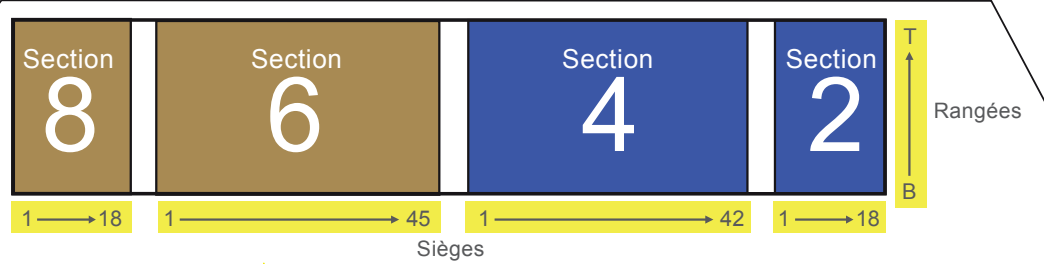 Section
8
Section
6
Section
4
Section
2
T
Rangées
B
1 18
1 45
1 42
1 18
Sièges